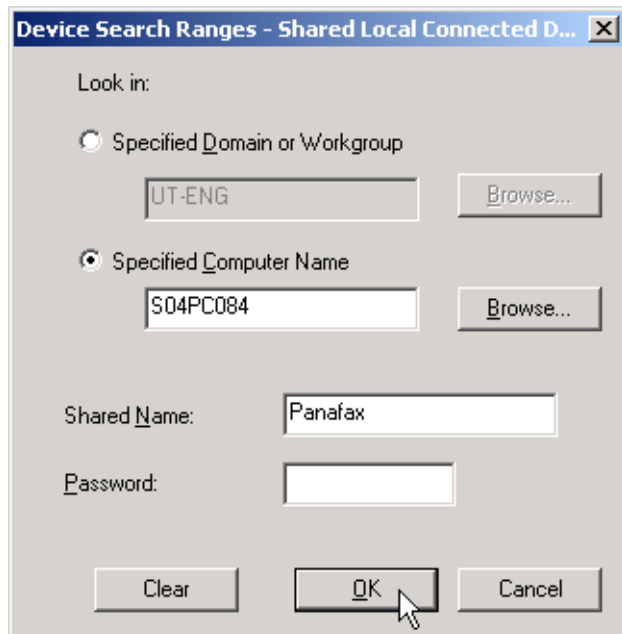 Device Search Ranges - Shared Local Connected D...
Look in:
Specified Domain or Workgroup
UT-ENG
Browse...
Specified Computer Name
S04PC084
Browse...
Shared Name:
Panafax
Password:
Clear
OK
Cancel